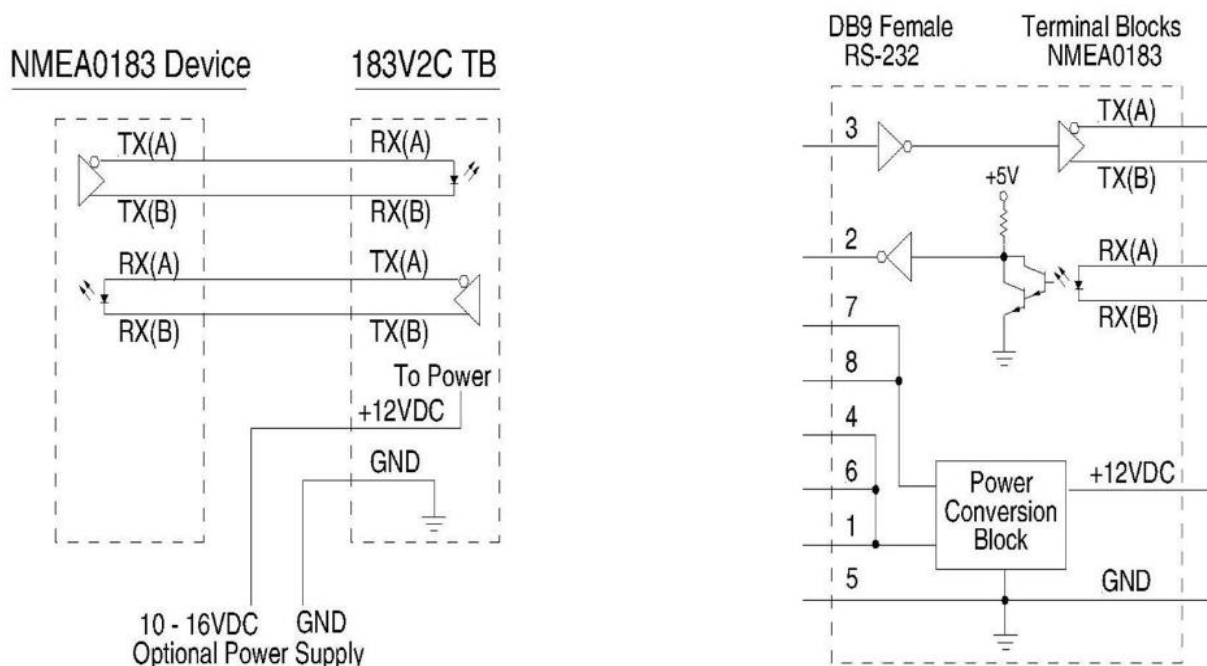 NMEA0183 Device
183V2C TB
TX(A)
RX(A)
TX(B)
RX(B)
RX(A)
TX(A)
RX(B)
TX(B)
To Power
+12VDC
GND
10 - 16VDC GND
Optional Power Supply
DB9 Female
RS-232
Terminal Blocks
NMEA0183
3
TX(A)
TX(B)
+5V
2
RX(A)
RX(B)
7
8
4
6
1
5
Power
Conversion
Block
+12VDC
GND